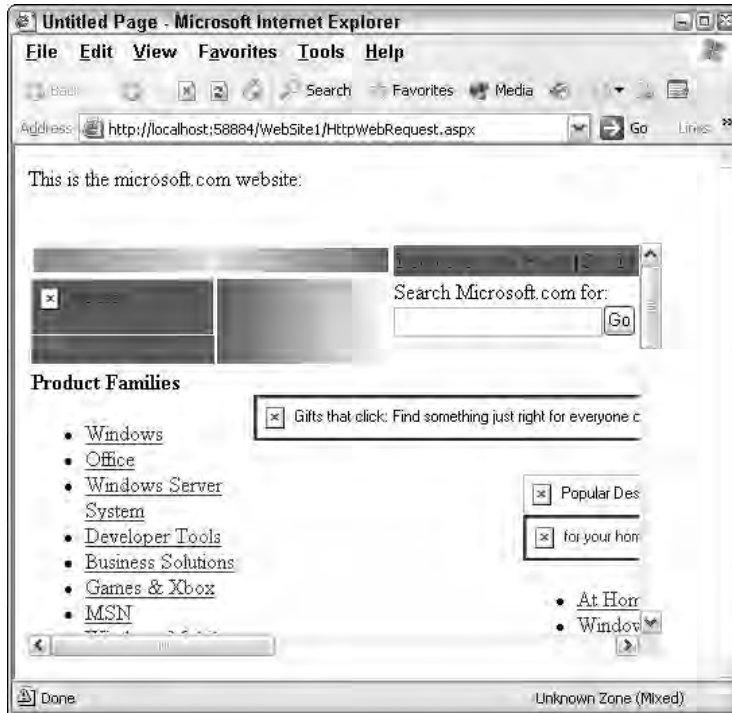 Untitled Page - Microsoft Internet Explorer
File Edit View Favorites Tools Help
Back Search Favorites Media
Address http://localhost:58884/WebSite1/HttpWebRequest.aspx Go Links »
This is the microsoft.com website:
Search Microsoft.com for:
Go
Product Families
Gifts that click: Find something just right for everyone c
• Windows
• Office
• Windows Server
System
Popular Des
• Developer Tools
for your hom
• Business Solutions
• Games & Xbox
• At Hom
• MSN
• Window
Done Unknown Zone (Mixed)